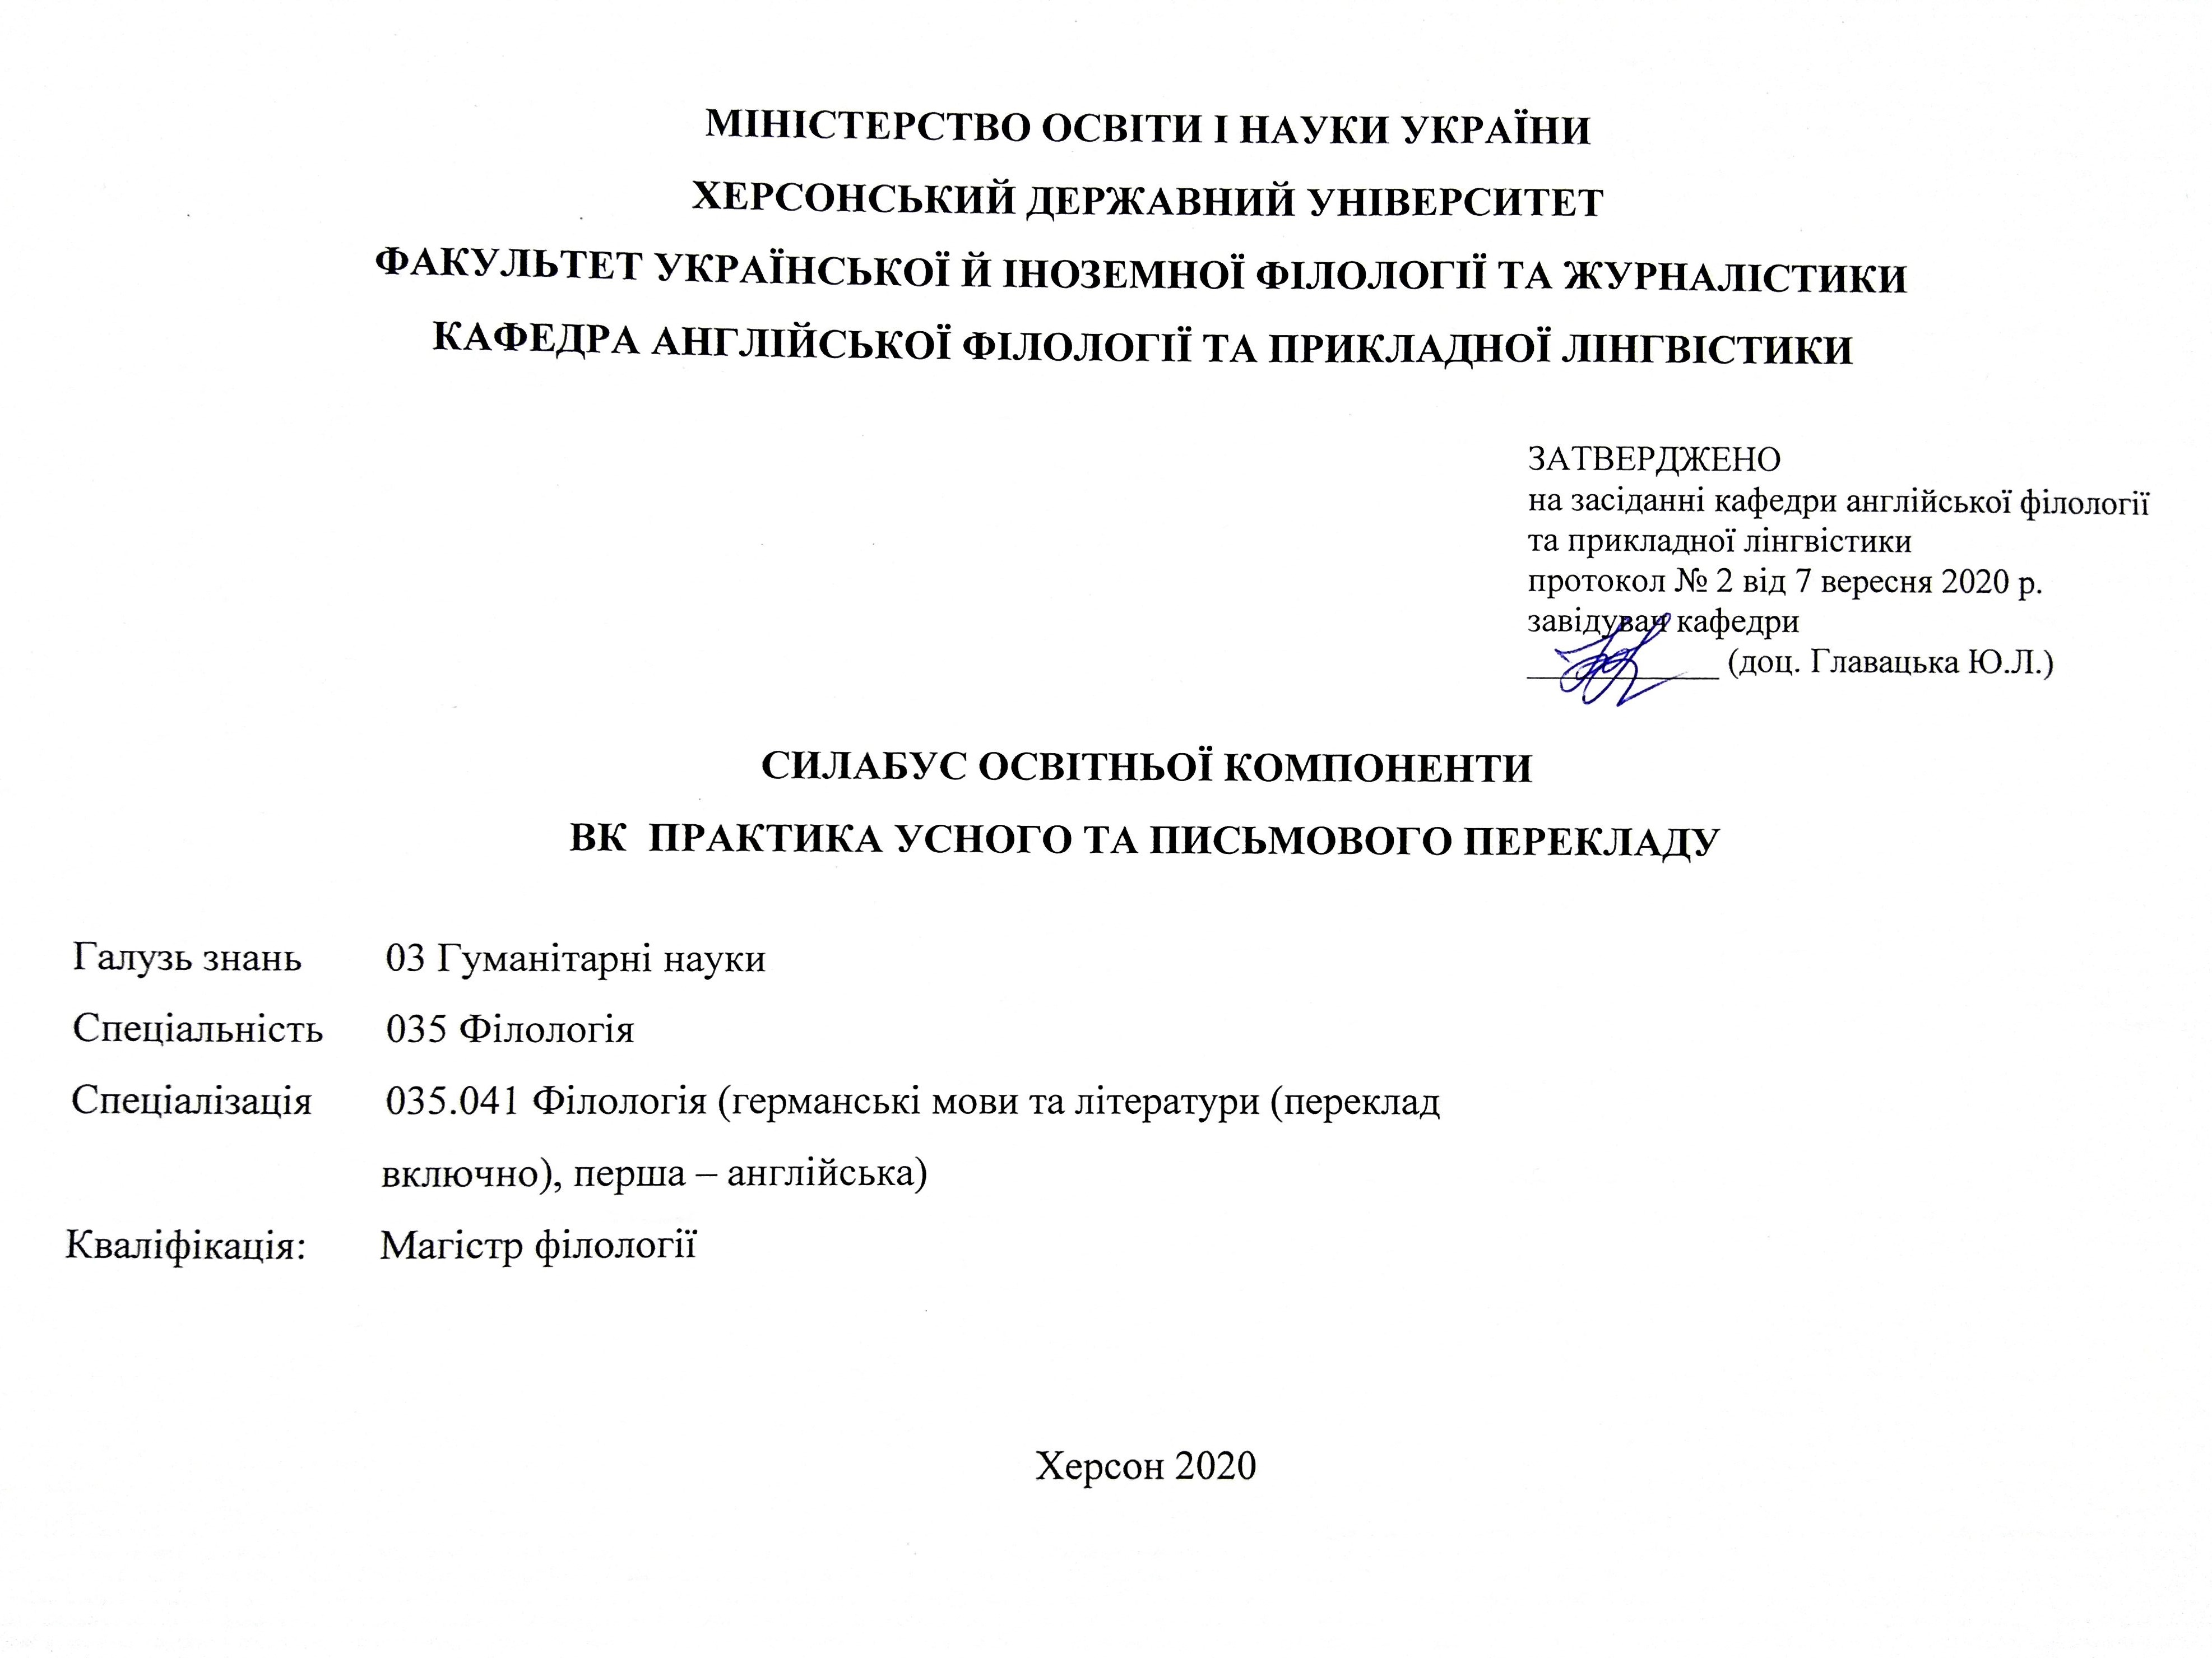 МІНІСТЕРСТВО ОСВІТИ І НАУКИ УКРАЇНИ
ХЕРСОНСЬКИЙ ДЕРЖАВНИЙ УНІВЕРСИТЕТ
ФАКУЛЬТЕТ УКРАЇНСЬКОЇ Й ІНОЗЕМНОЇ ФІЛОЛОГІЇ ТА ЖУРНАЛІСТИКИ
КАФЕДРА АНГЛІЙСЬКОЇ ФІЛОЛОГІЇ ТА ПРИКЛАДНОЇ ЛІНГВІСТИКИ
ЗАТВЕРДЖЕНО
на засіданні кафедри англійської філології
та прикладної лінгвістики
протокол № 2 від 7 вересня 2020 р.
завідувач кафедри
(доц. Главацька Ю.Л.)
СИЛАБУС ОСВІТНЬОЇ КОМПОНЕНТИ
ВК ПРАКТИКА УСНОГО ТА ПИСЬМОВОГО ПЕРЕКЛАДУ
Галузь знань 03 Гуманітарні науки
Спеціальність 035 Філологія
Спеціалізація 035.041 Філологія (германські мови та літератури (переклад
включно), перша – англійська)
Кваліфікація: Магістр філології
Херсон 2020